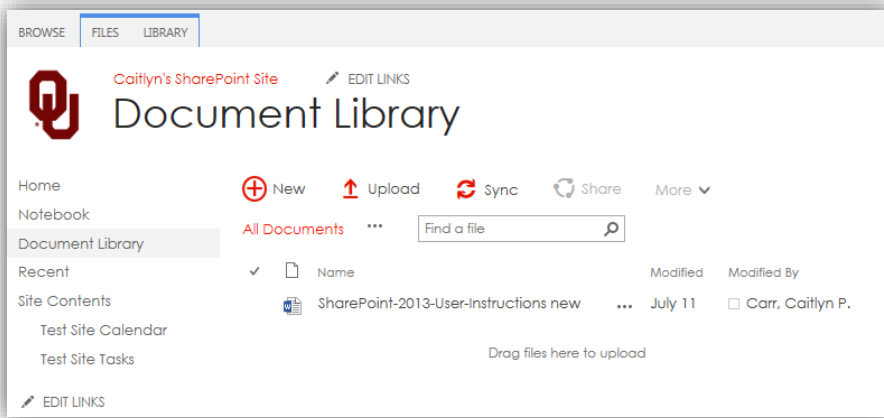 BROWSE FILES LIBRARY
Caitlyn's SharePoint Site EDIT LINKS
Document Library
Home
Notebook
Document Library
Recent
Site Contents
Test Site Calendar
Test Site Tasks
EDIT LINKS
New Upload Sync Share More
All Documents ... Find a file
Name Modified Modified By
SharePoint-2013-User-Instructions new ... July 11 Carr, Caitlyn P.
Drag files here to upload